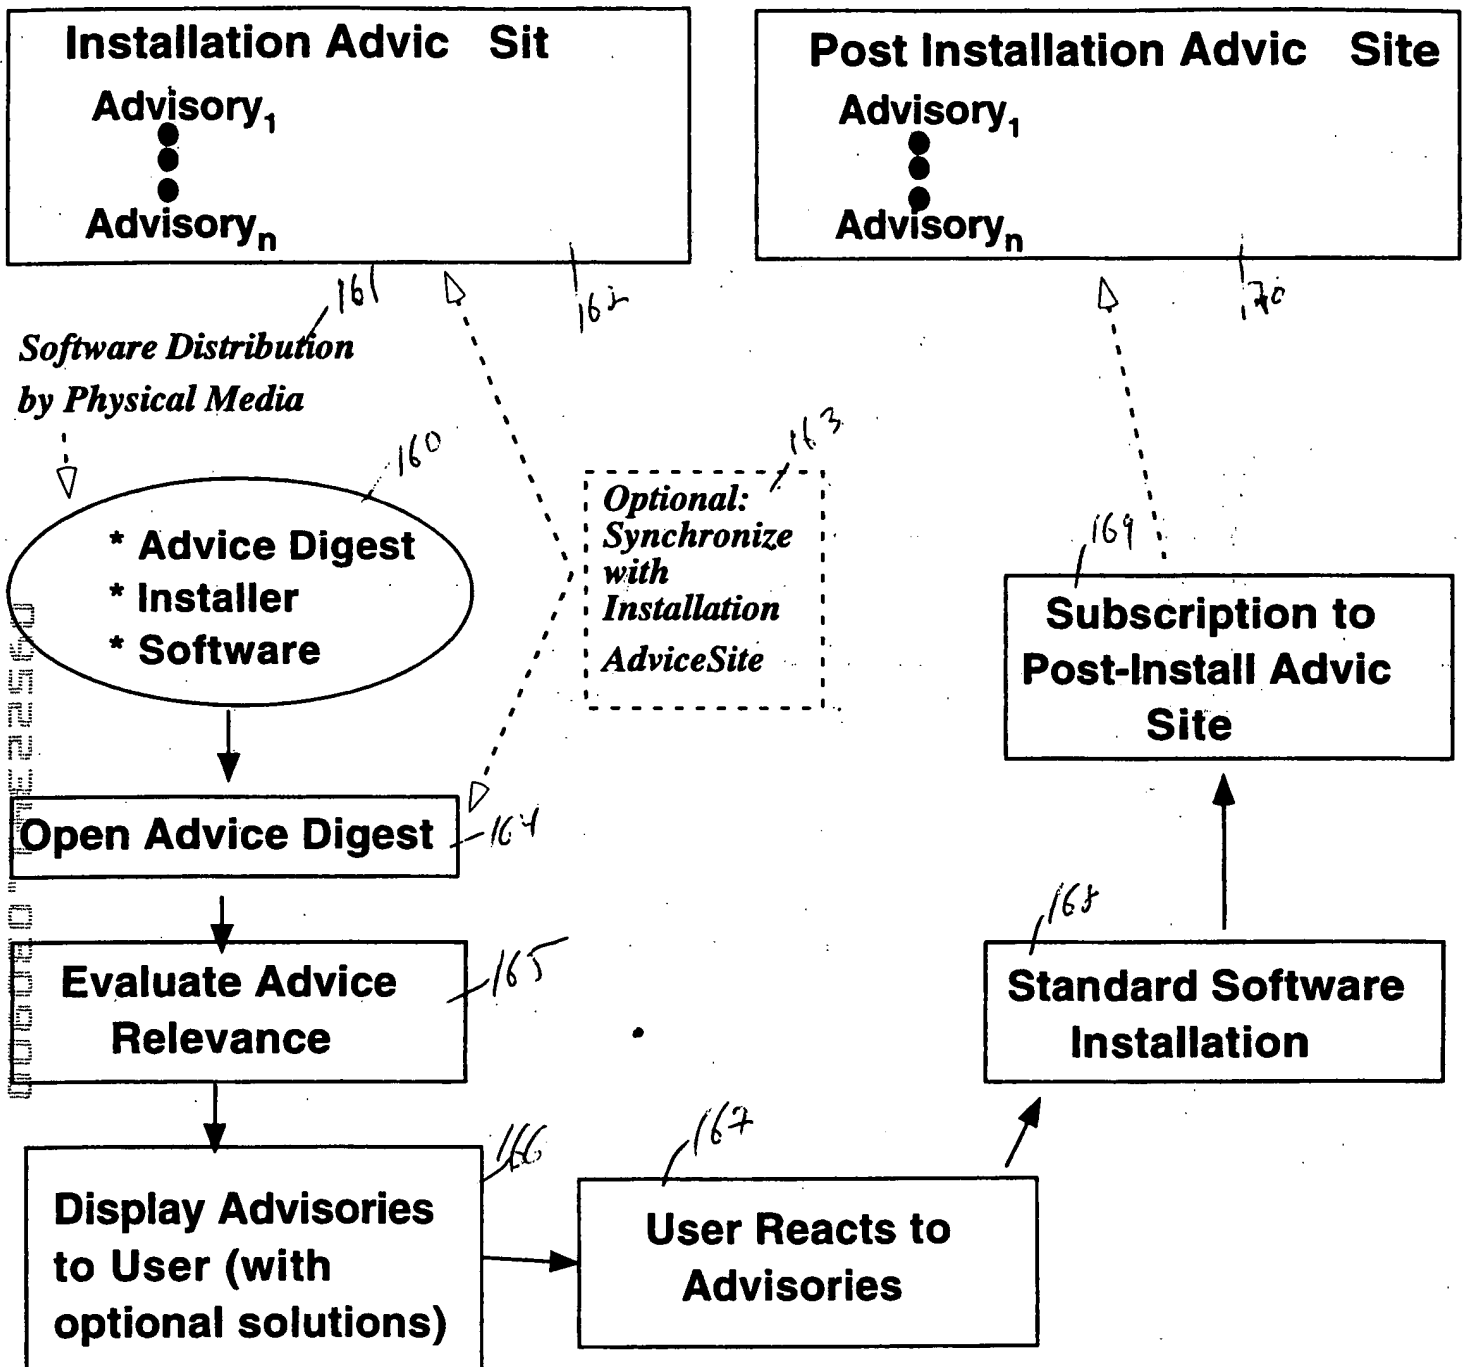 Installation Advic Sit
Advisory1
Advisoryn
Post Installation Advic Site
Advisory1
Advisoryn
161
162
170
Software Distribution
by Physical Media
160
* Advice Digest
* Installer
* Software
163
Optional:
Synchronize
with
Installation
AdviceSite
169
Subscription to
Post-Install Advic
Site
Open Advice Digest
164
168
Evaluate Advice
Relevance
165
Standard Software
Installation
166
Display Advisories
to User (with
optional solutions)
167
User Reacts to
Advisories